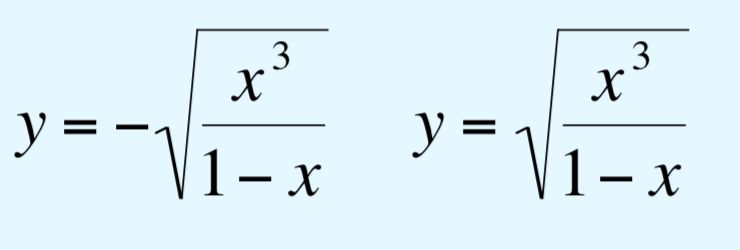 y = -√(x³/(1 - x))    y = √(x³/(1 - x))